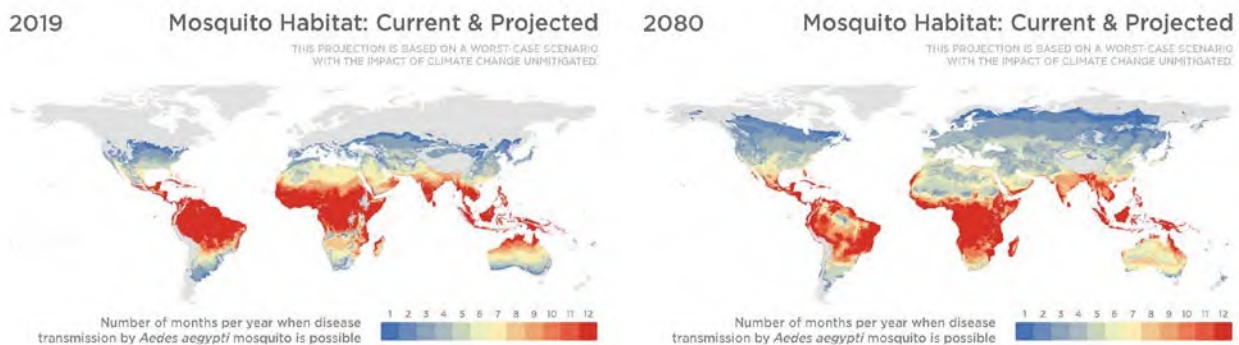 2019
Mosquito Habitat: Current & Projected
THIS PROJECTION IS BASED ON A WORST-CASE SCENARIO
WITH THE IMPACT OF CLIMATE CHANGE UNMITIGATED.
Number of months per year when disease
transmission by Aedes aegypti mosquito is possible
1 2 3 4 5 6 7 8 9 10 11 12
2080
Mosquito Habitat: Current & Projected
THIS PROJECTION IS BASED ON A WORST-CASE SCENARIO
WITH THE IMPACT OF CLIMATE CHANGE UNMITIGATED.
Number of months per year when disease
transmission by Aedes aegypti mosquito is possible
1 2 3 4 5 6 7 8 9 10 11 12